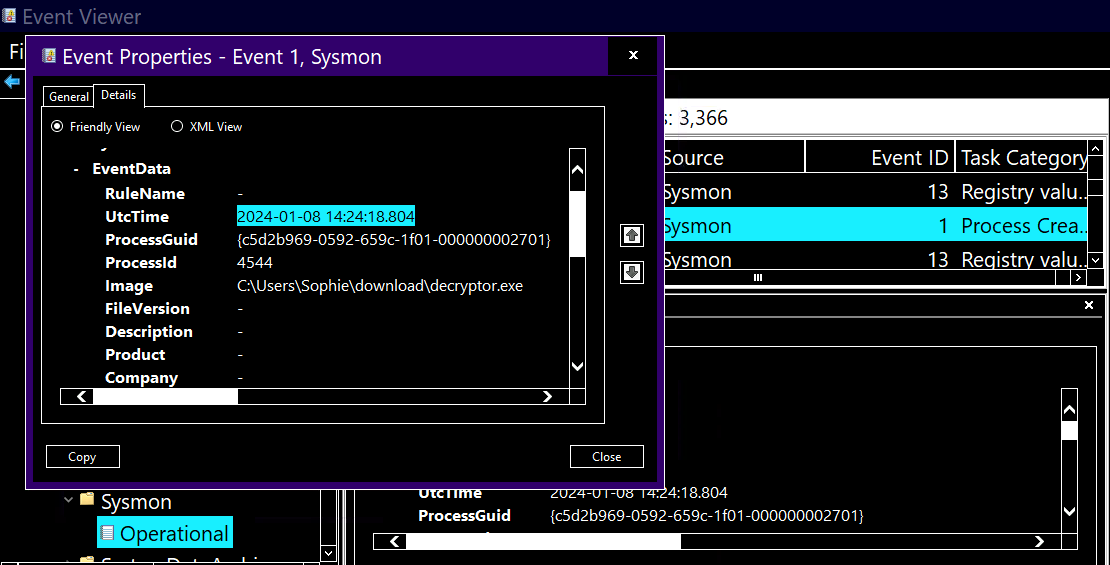 Event Viewer
Fi
Event Properties - Event 1, Sysmon
General Details
Friendly View XML View
- EventData
RuleName -
UtcTime 2024-01-08 14:24:18.804
ProcessGuid {c5d2b969-0592-659c-1f01-000000002701}
ProcessId 4544
Image C:\Users\Sophie\download\decryptor.exe
FileVersion -
Description -
Product -
Company -
Copy Close
: 3,366
Source Event ID Task Category
Sysmon 13 Registry valu...
Sysmon 1 Process Crea...
Sysmon 13 Registry valu...
UtcTime 2024-01-08 14:24:18.804
ProcessGuid {c5d2b969-0592-659c-1f01-000000002701}
Sysmon
Operational